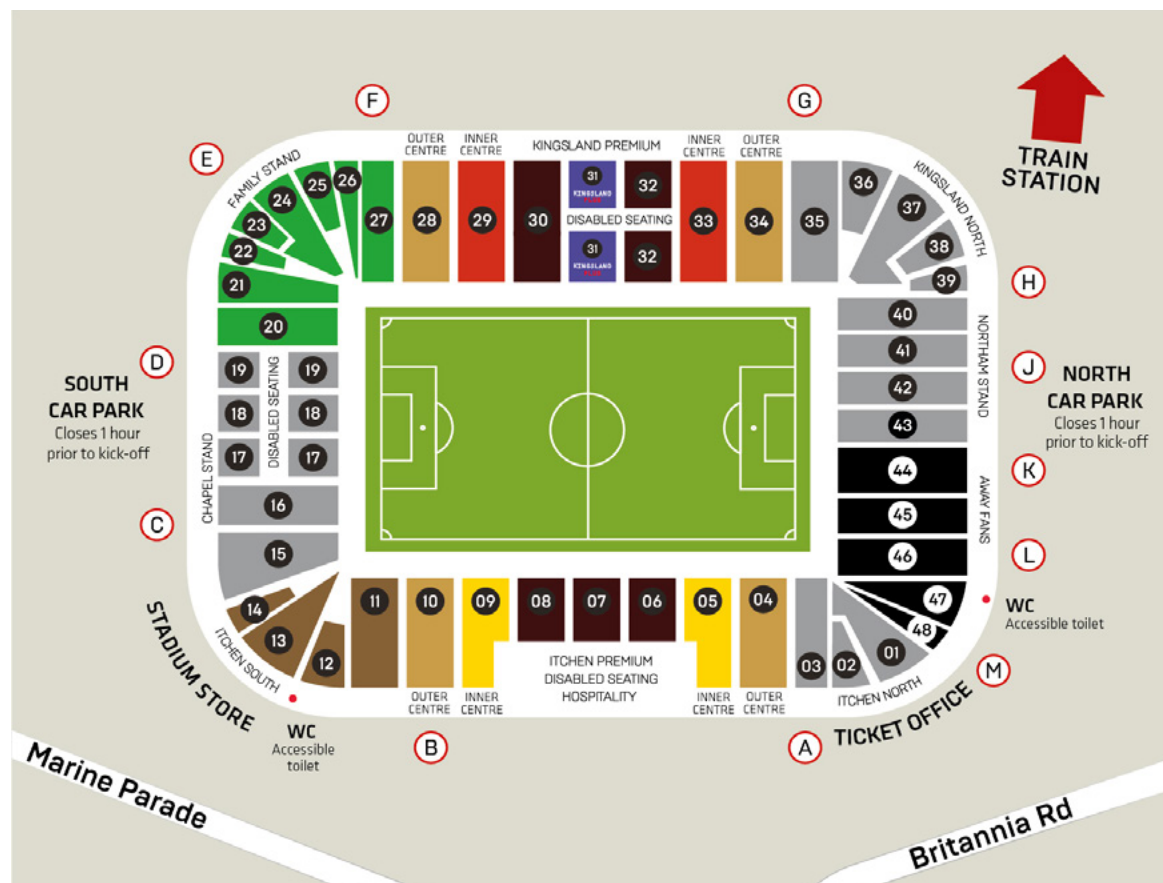 F
G
E
TRAIN
STATION
OUTER
CENTRE
INNER
CENTRE
KINGSLAND PREMIUM
INNER
CENTRE
OUTER
CENTRE
FAMILY STAND
KINGSLAND NORTH
22
23
24
25
26
27
28
29
30
31
KINGSLAND
32
DISABLED SEATING
31
KINGSLAND
32
33
34
35
36
37
38
39
H
21
20
40
41
42
43
44
45
46
47
48
NORTHAM STAND
AWAY FANS
D
SOUTH
CAR PARK
Closes 1 hour
prior to kick-off
19
19
18
18
17
17
DISABLED SEATING
CHAPEL STAND
16
15
C
J
NORTH
CAR PARK
Closes 1 hour
prior to kick-off
K
L
WC
Accessible toilet
M
14
13
12
11
10
09
08
07
06
05
04
03
02
01
ITCHEN SOUTH
STADIUM STORE
WC
Accessible
toilet
OUTER
CENTRE
INNER
CENTRE
ITCHEN PREMIUM
DISABLED SEATING
HOSPITALITY
INNER
CENTRE
OUTER
CENTRE
ITCHEN NORTH
TICKET OFFICE
B
A
Marine Parade
Britannia Rd